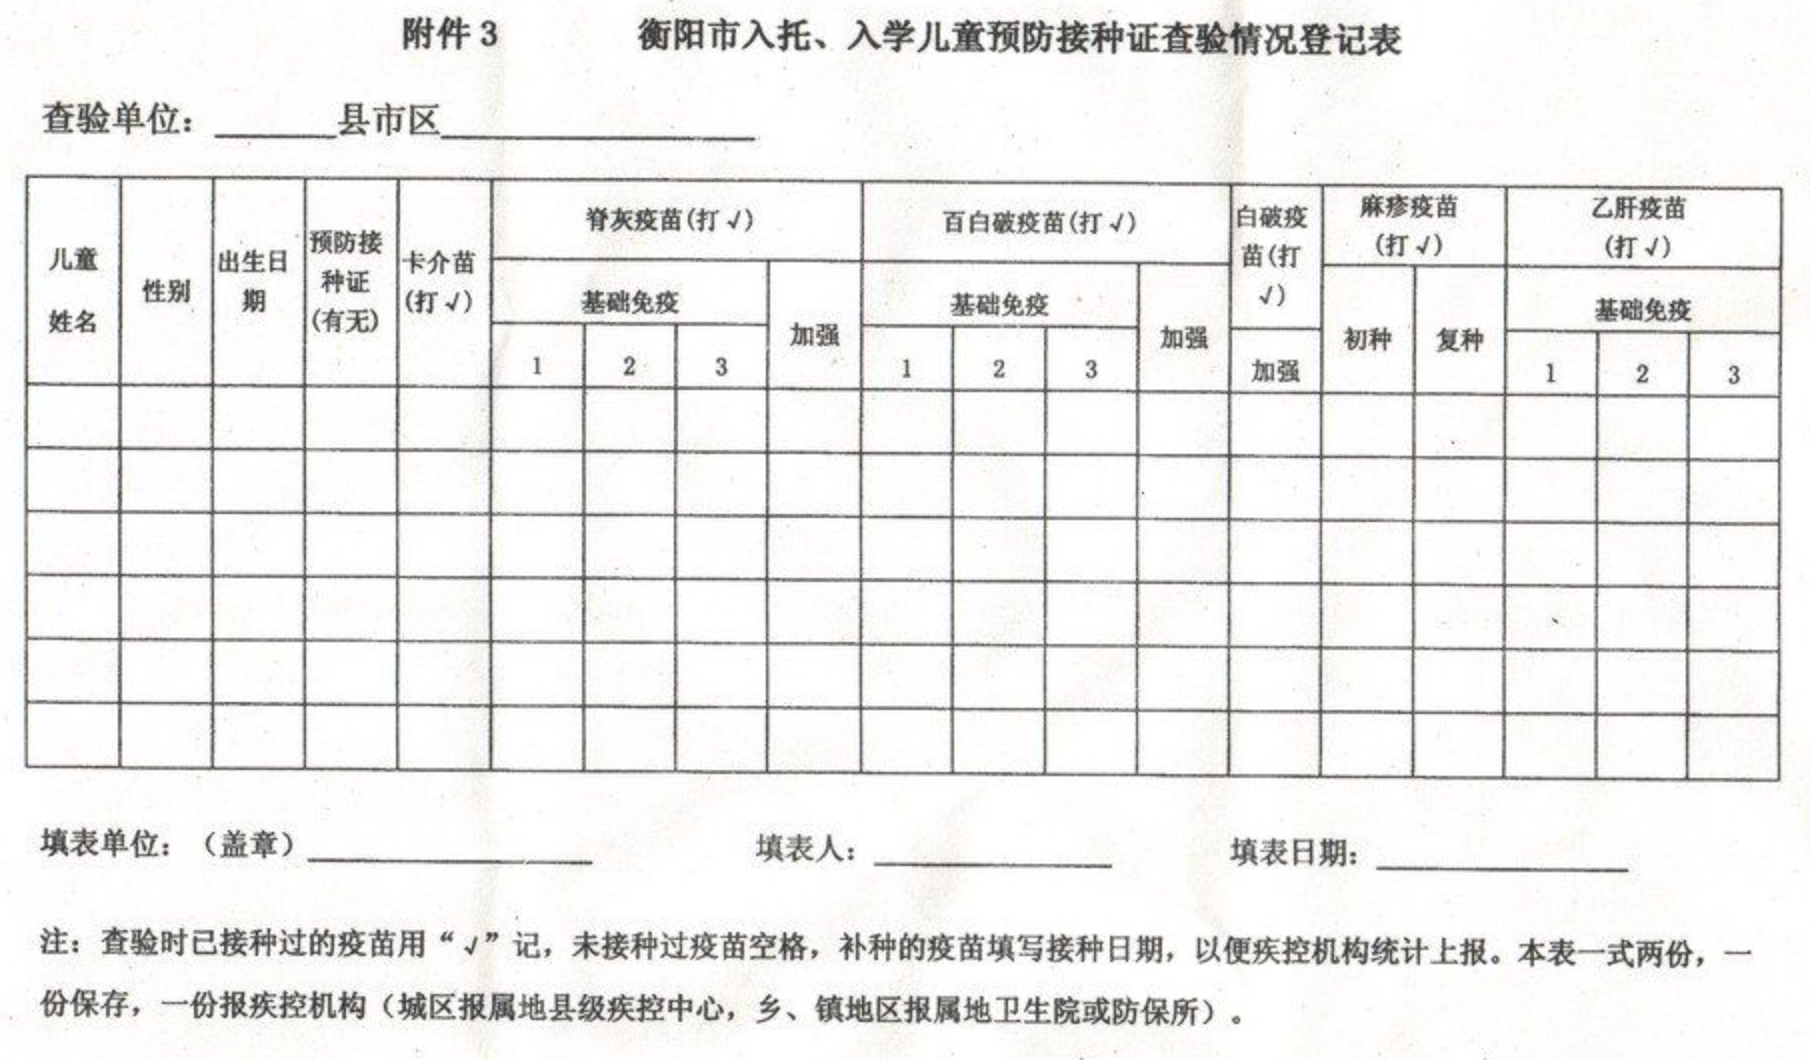 附件 3 衡阳市入托、入学儿童预防接种证查验情况登记表
查验单位：______县市区______________
儿童
姓名
性别
出生日
期
预防接
种证
(有无)
卡介苗
(打√)
脊灰疫苗(打√)
基础免疫
1 2 3
加强
百白破疫苗(打√)
基础免疫
1 2 3
加强
白破疫
苗(打
√)
加强
麻疹疫苗
(打√)
初种 复种
乙肝疫苗
(打√)
基础免疫
1 2 3
填表单位：（盖章）______________ 填表人：____________ 填表日期：____________
注：查验时已接种过的疫苗用“√”记，未接种过疫苗空格，补种的疫苗填写接种日期，以便疾控机构统计上报。本表一式两份，一
份保存，一份报疾控机构（城区报属地县级疾控中心，乡、镇地区报属地卫生院或防保所）。